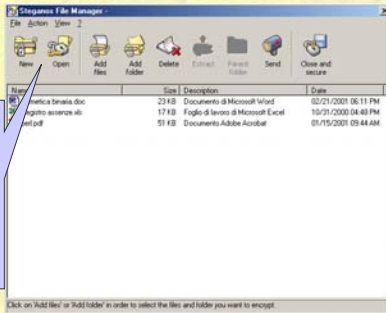 Steganos File Manager -
File Action View ?
New Open Add files Add folder Delete Extract Parent folder Send Close and secure
Name Size Description Date
binaria.doc 23 KB Documento di Microsoft Word 02/21/2001 06:11 PM
registro assenze.xls 17 KB Foglio di lavoro di Microsoft Excel 10/31/2000 04:48 PM
51 KB Documento Adobe Acrobat 01/15/2001 09:44 AM
Click on 'Add files' or 'Add folder' in order to select the files and folder you want to encrypt.